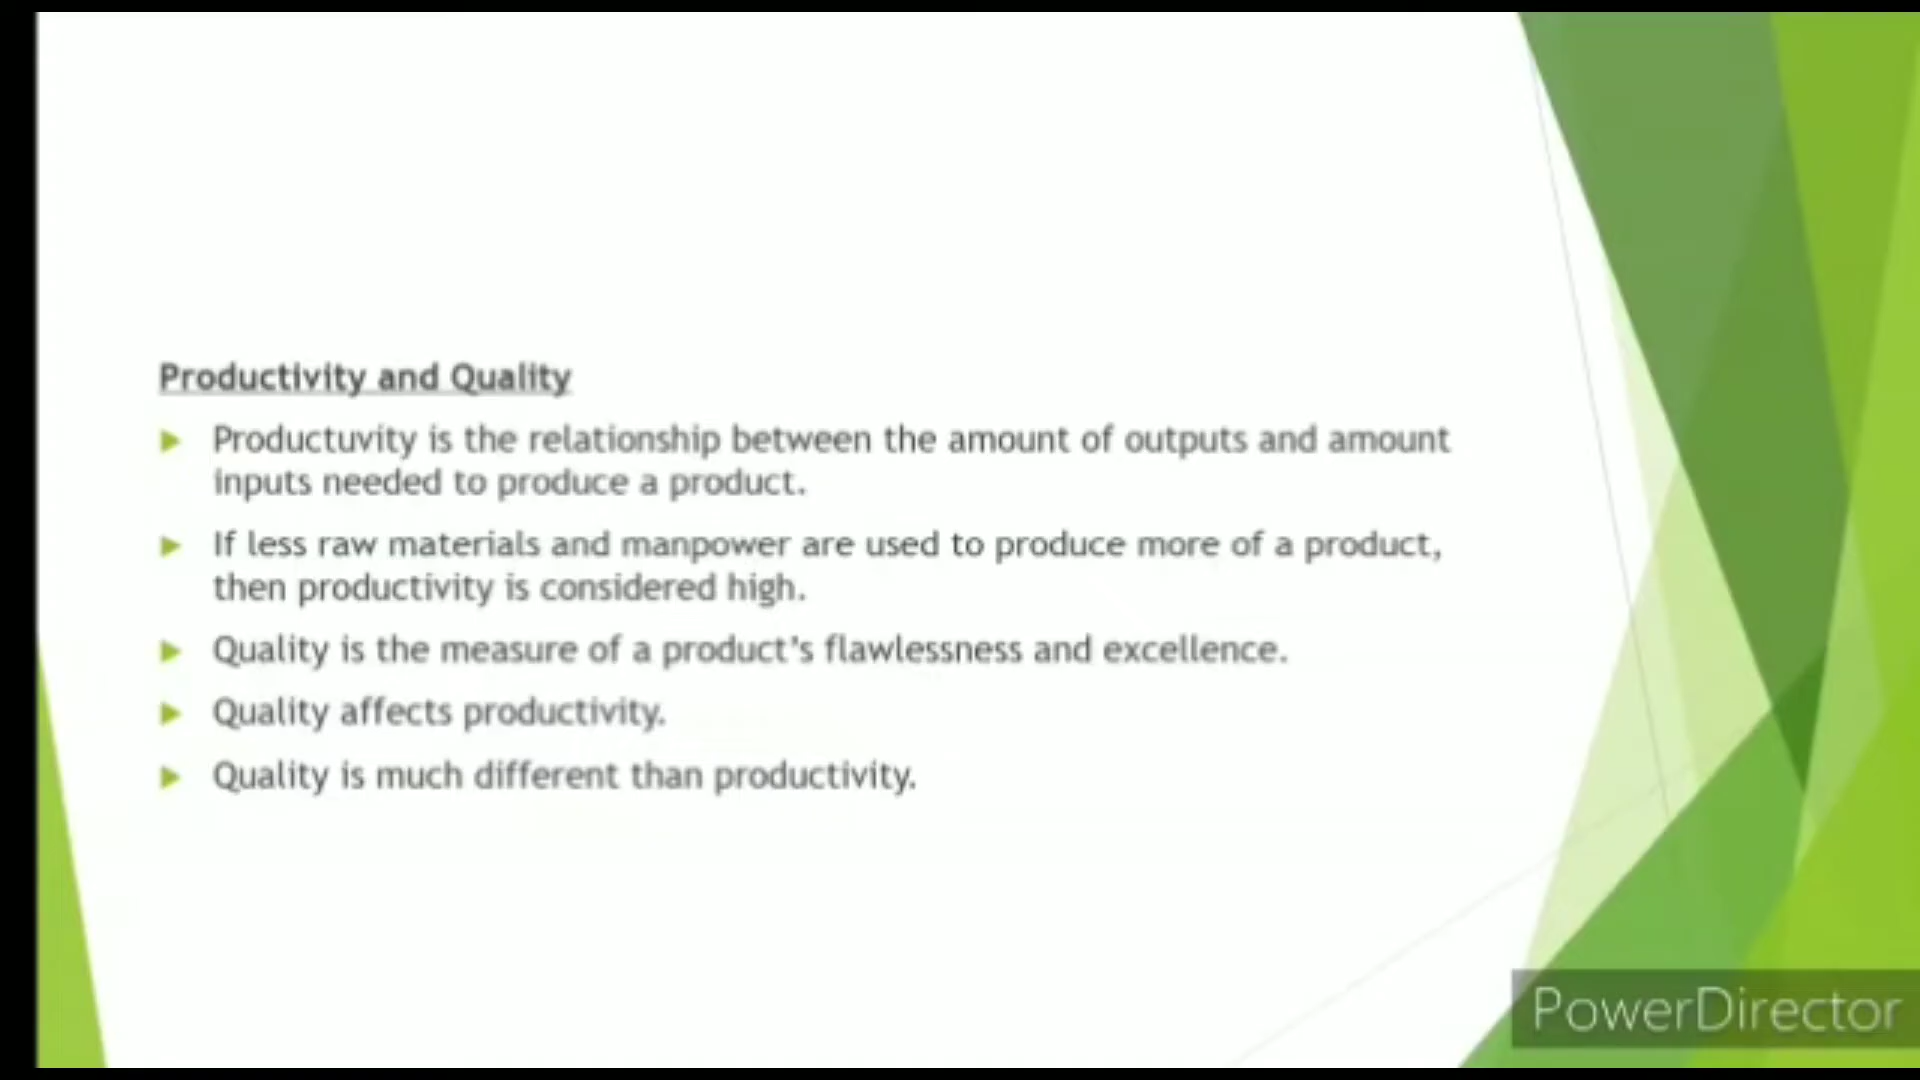 Productivity and Quality
Productuvity is the relationship between the amount of outputs and amount
inputs needed to produce a product.
If less raw materials and manpower are used to produce more of a product,
then productivity is considered high.
Quality is the measure of a product's flawlessness and excellence.
Quality affects productivity.
Quality is much different than productivity.
PowerDirector